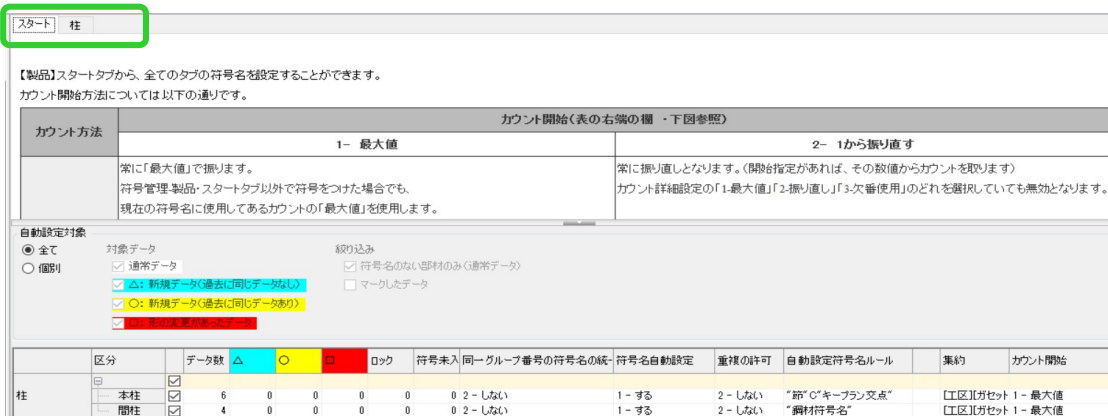 スタート 柱
【製品】スタートタブから、全てのタブの符号名を設定することができます。
カウント開始方法については以下の通りです。
カウント方法
カウント開始(表の右端の欄 ・下図参照)
1- 最大値 2- 1から振り直す
常に「最大値」で振ります。
符号管理-製品・スタートタブ以外で符号をつけた場合でも、
現在の符号名に使用してあるカウントの「最大値」を使用します。
常に振り直しとなります。(開始指定があれば、その数値からカウントを取ります)
カウント詳細設定の「1-最大値」「2-振り直し」「3-欠番使用」のどれを選択していても無効となります。
自動設定対象
全て 対象データ 絞り込み
個別 通常データ 符号名のない部材のみ(通常データ)
△: 新規データ(過去に同じデータなし) マークしたデータ
○: 新規データ(過去に同じデータあり)
□: 形の変更があったデータ
区分 データ数 △ ○ □ ロック 符号未入 同一グループ番号の符号名の統一 符号名自動設定 重複の許可 自動設定符号名ルール 集約 カウント開始
柱 本柱 6 0 0 0 0 0 2 - しない 1 - する 2 - しない "節"C"キープラン交点" [工区][ガセット 1 - 最大値
間柱 4 0 0 0 0 0 2 - しない 1 - する 2 - しない "鋼材符号名" [工区][ガセット 1 - 最大値